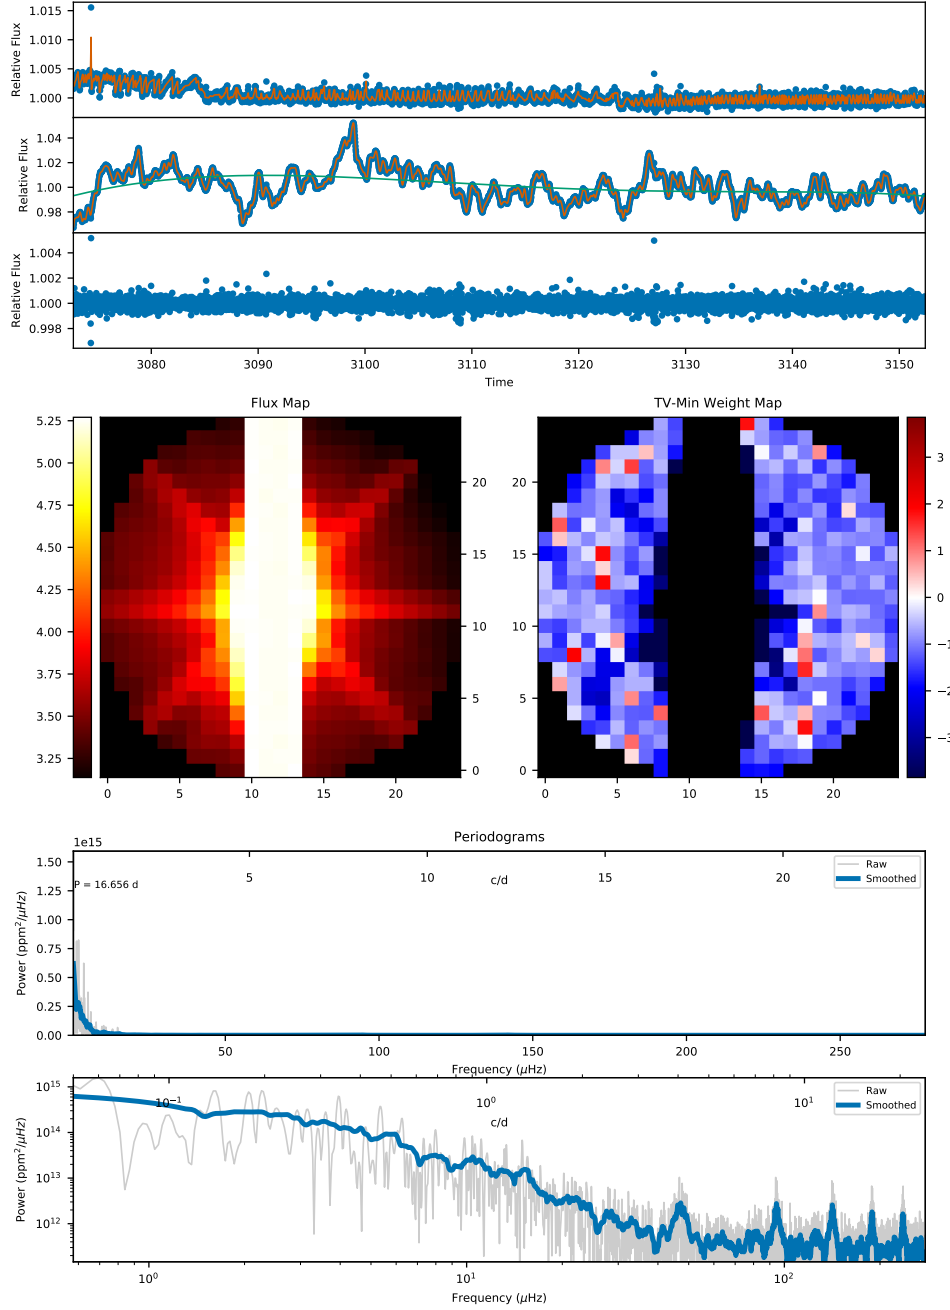 1.015
1.010
1.005
1.000
Relative Flux
1.04
1.02
1.00
0.98
Relative Flux
1.004
1.002
1.000
0.998
Relative Flux
3080 3090 3100 3110 3120 3130 3140 3150
Time
Flux Map
5.25
5.00
4.75
4.50
4.25
4.00
3.75
3.50
3.25
20
15
10
5
0
0 5 10 15 20
TV-Min Weight Map
20
15
10
5
0
0 5 10 15 20
3
2
1
0
−1
−2
−3
Periodograms
1e15
5 10 15 20
c/d
P = 16.656 d
Raw
Smoothed
1.50
1.25
1.00
0.75
0.50
0.25
0.00
Power (ppm²/μHz)
50 100 150 200 250
Frequency (μHz)
10⁻¹ 10⁰ 10¹
c/d
Raw
Smoothed
10¹⁵
10¹⁴
10¹³
10¹²
Power (ppm²/μHz)
10⁰ 10¹ 10²
Frequency (μHz)